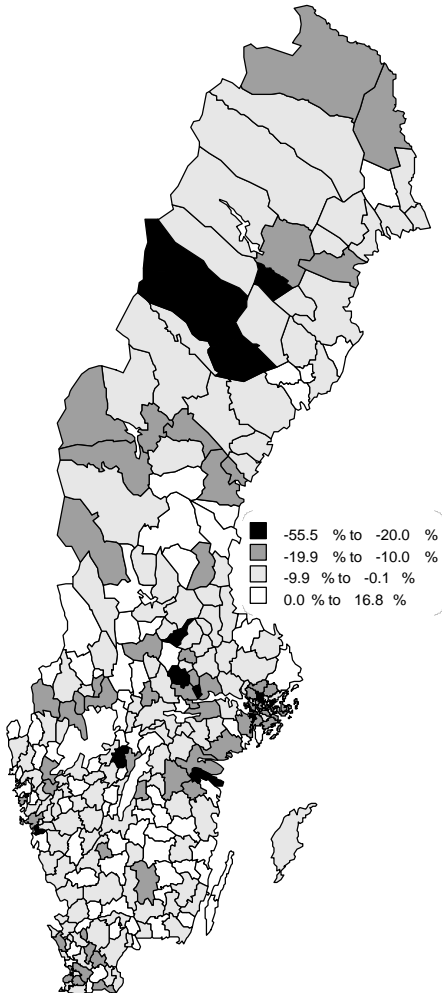 -55.5 % to -20.0 %
-19.9 % to -10.0 %
-9.9 % to -0.1 %
0.0 % to 16.8 %